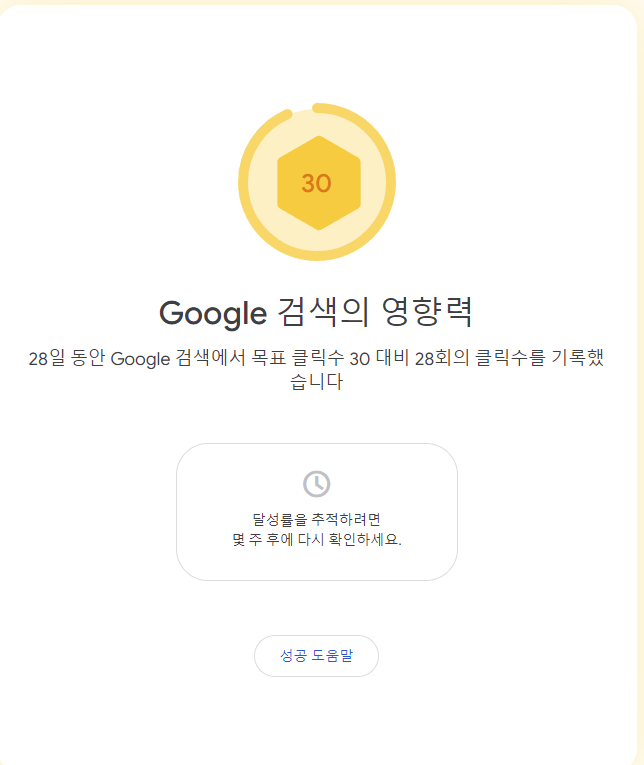 30
Google 검색의 영향력
28일 동안 Google 검색에서 목표 클릭수 30 대비 28회의 클릭수를 기록했
습니다
달성률을 추적하려면
몇 주 후에 다시 확인하세요.
성공 도움말